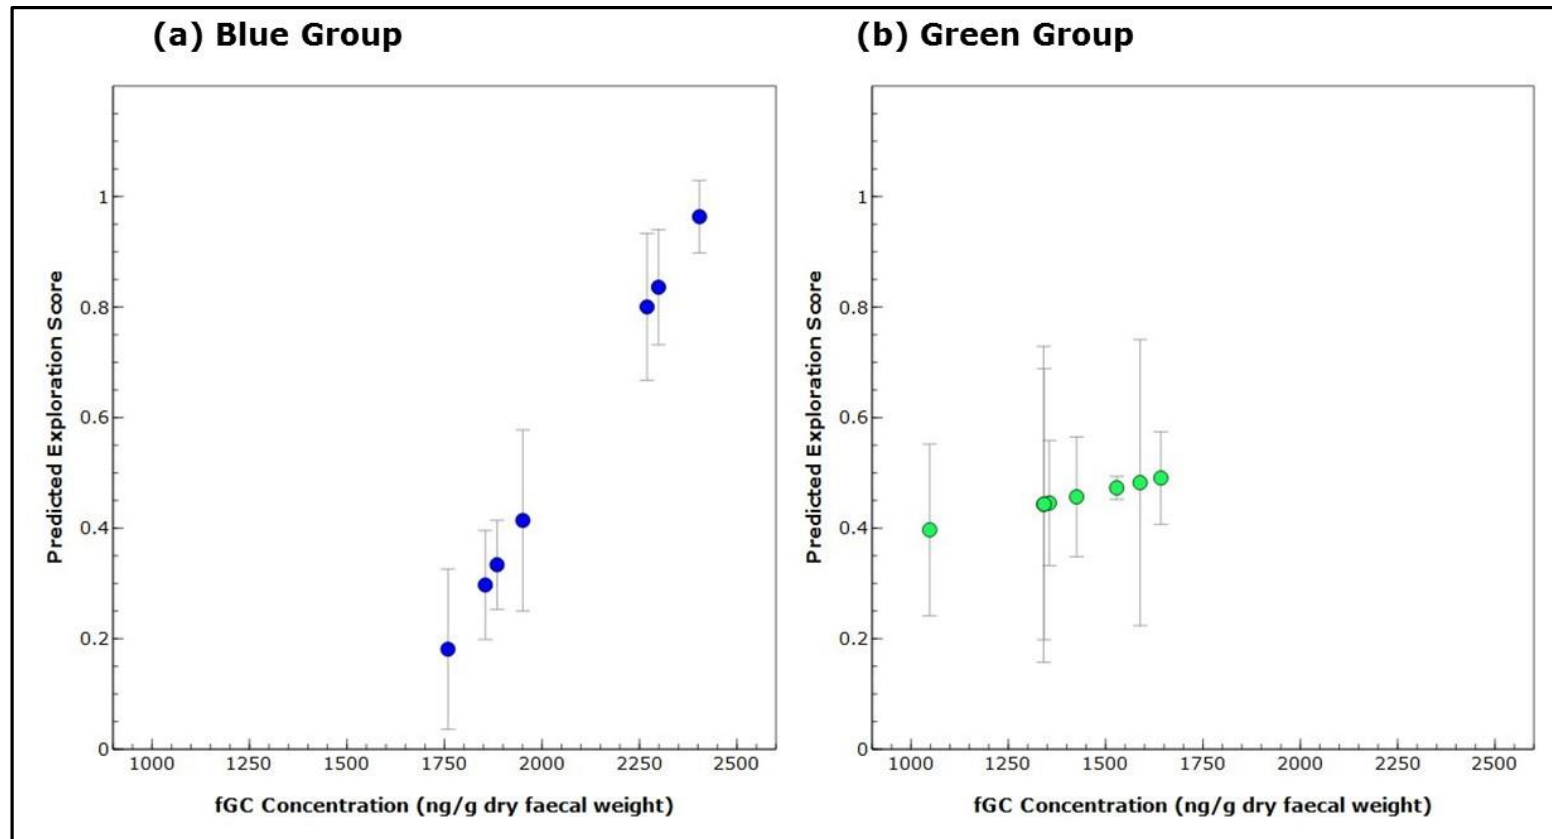 (a) Blue Group
(b) Green Group
Predicted Exploration Score
1
0.8
0.6
0.4
0.2
0
1000 1250 1500 1750 2000 2250 2500
fGC Concentration (ng/g dry faecal weight)
Predicted Exploration Score
1
0.8
0.6
0.4
0.2
0
1000 1250 1500 1750 2000 2250 2500
fGC Concentration (ng/g dry faecal weight)